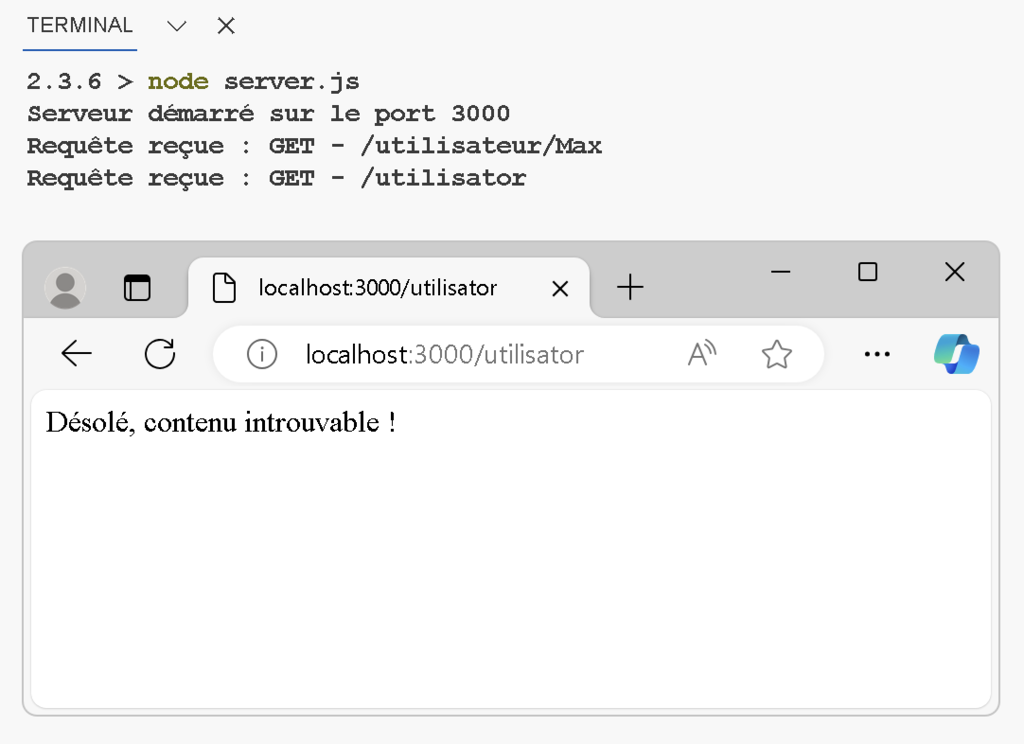 TERMINAL
2.3.6 > node server.js
Serveur démarré sur le port 3000
Requête reçue : GET - /utilisateur/Max
Requête reçue : GET - /utilisator
localhost:3000/utilisator
localhost:3000/utilisator
Désolé, contenu introuvable !